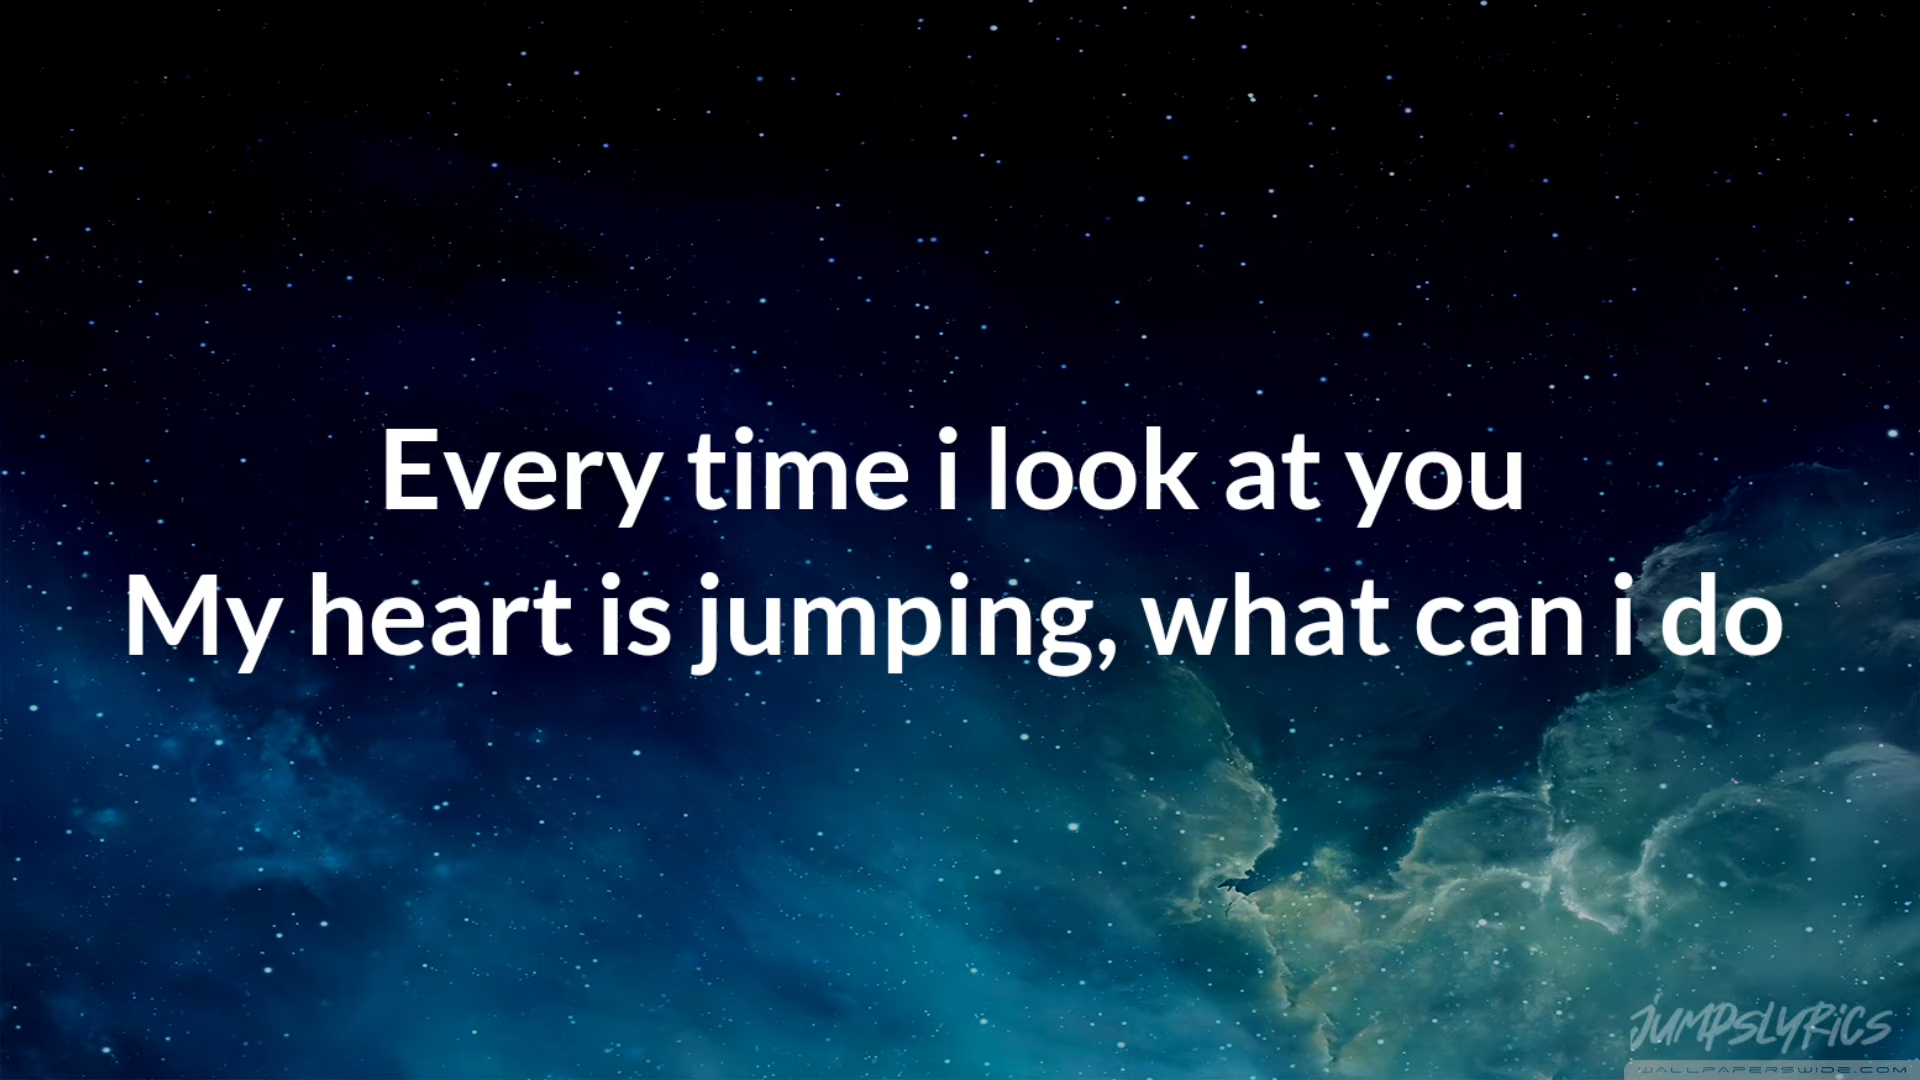 Every time i look at you
My heart is jumping, what can i do
JUMPSLYRiCS
WALLPAPERSWIDE.COM